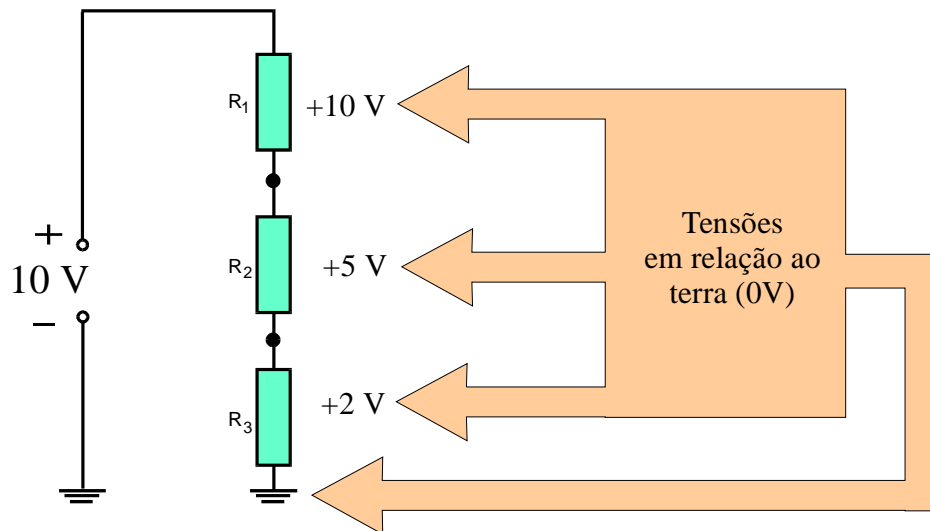 R1
+10 V
+
10 V
–
R2
+5 V
Tensões
em relação ao
terra (0V)
R3
+2 V